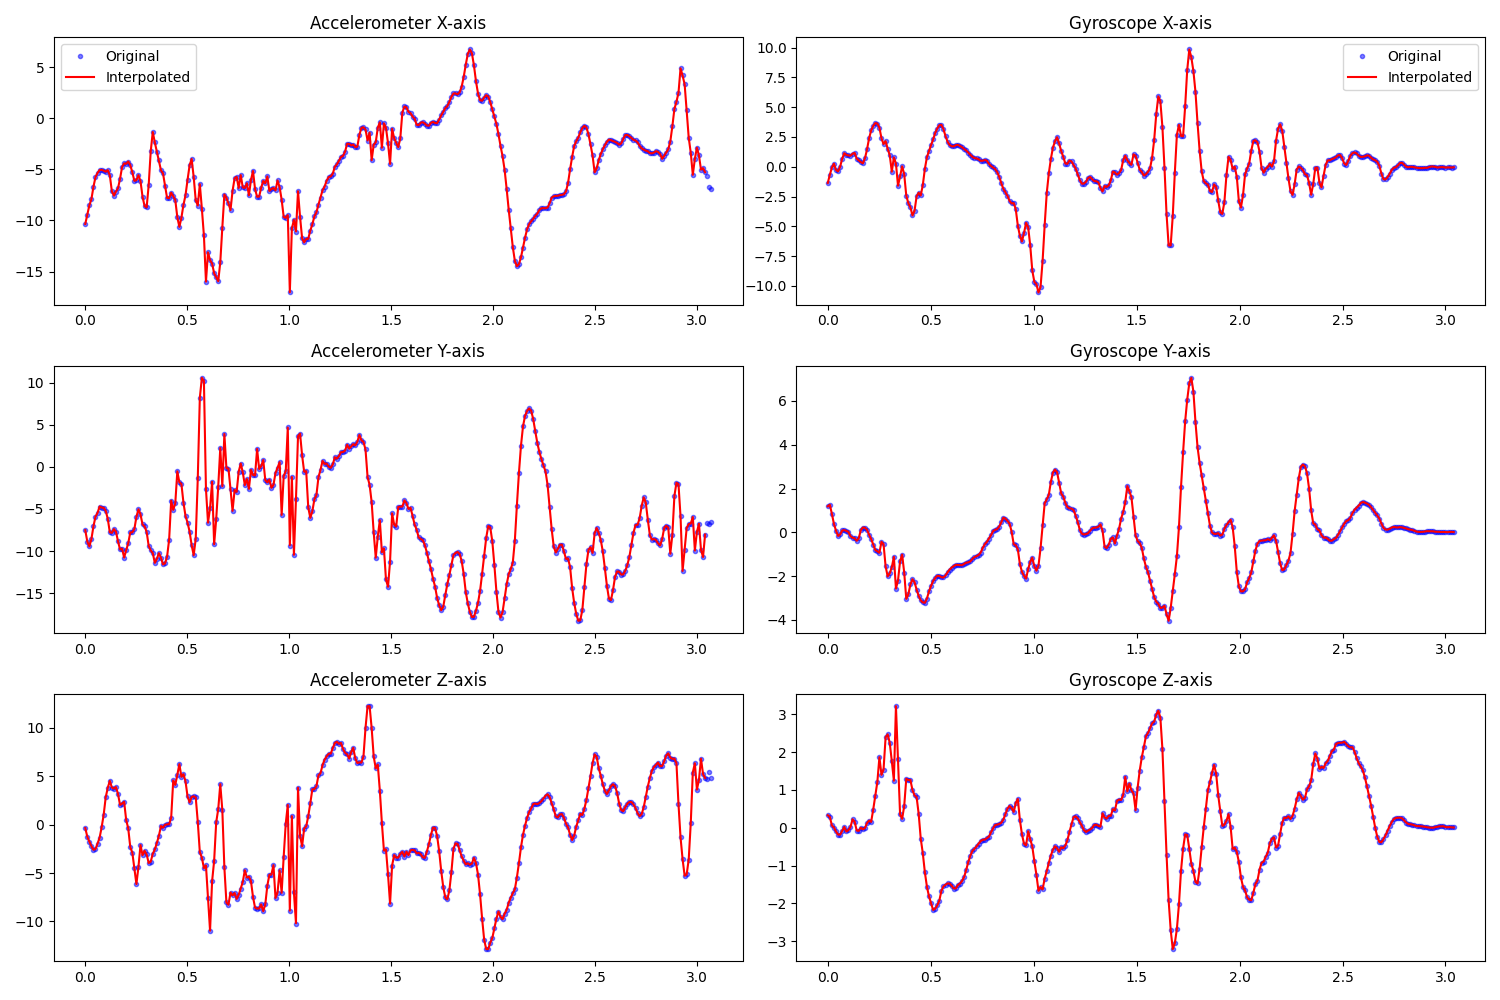 Accelerometer X-axis
Original
Interpolated
5
0
−5
−10
−15
0.0 0.5 1.0 1.5 2.0 2.5 3.0
Gyroscope X-axis
Original
Interpolated
10.0
7.5
5.0
2.5
0.0
−2.5
−5.0
−7.5
−10.0
0.0 0.5 1.0 1.5 2.0 2.5 3.0
Accelerometer Y-axis
10
5
0
−5
−10
−15
0.0 0.5 1.0 1.5 2.0 2.5 3.0
Gyroscope Y-axis
6
4
2
0
−2
−4
0.0 0.5 1.0 1.5 2.0 2.5 3.0
Accelerometer Z-axis
10
5
0
−5
−10
0.0 0.5 1.0 1.5 2.0 2.5 3.0
Gyroscope Z-axis
3
2
1
0
−1
−2
−3
0.0 0.5 1.0 1.5 2.0 2.5 3.0